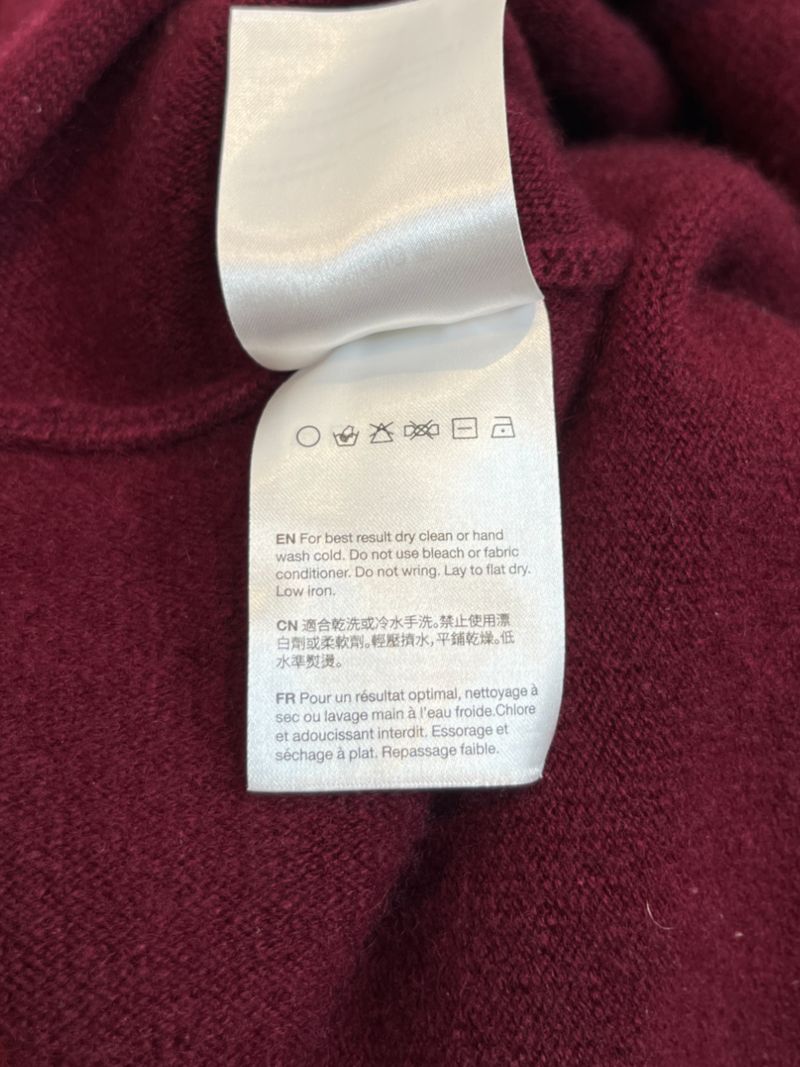 EN For best result dry clean or hand
wash cold. Do not use bleach or fabric
conditioner. Do not wring. Lay to flat dry.
Low iron.
CN 適合乾洗或冷水手洗。禁止使用漂
白劑或柔軟劑。輕壓擠水，平鋪乾燥。低
水準熨燙。
FR Pour un résultat optimal, nettoyage à
sec ou lavage main à l'eau froide.Chlore
et adoucissant interdit. Essorage et
séchage à plat. Repassage faible.